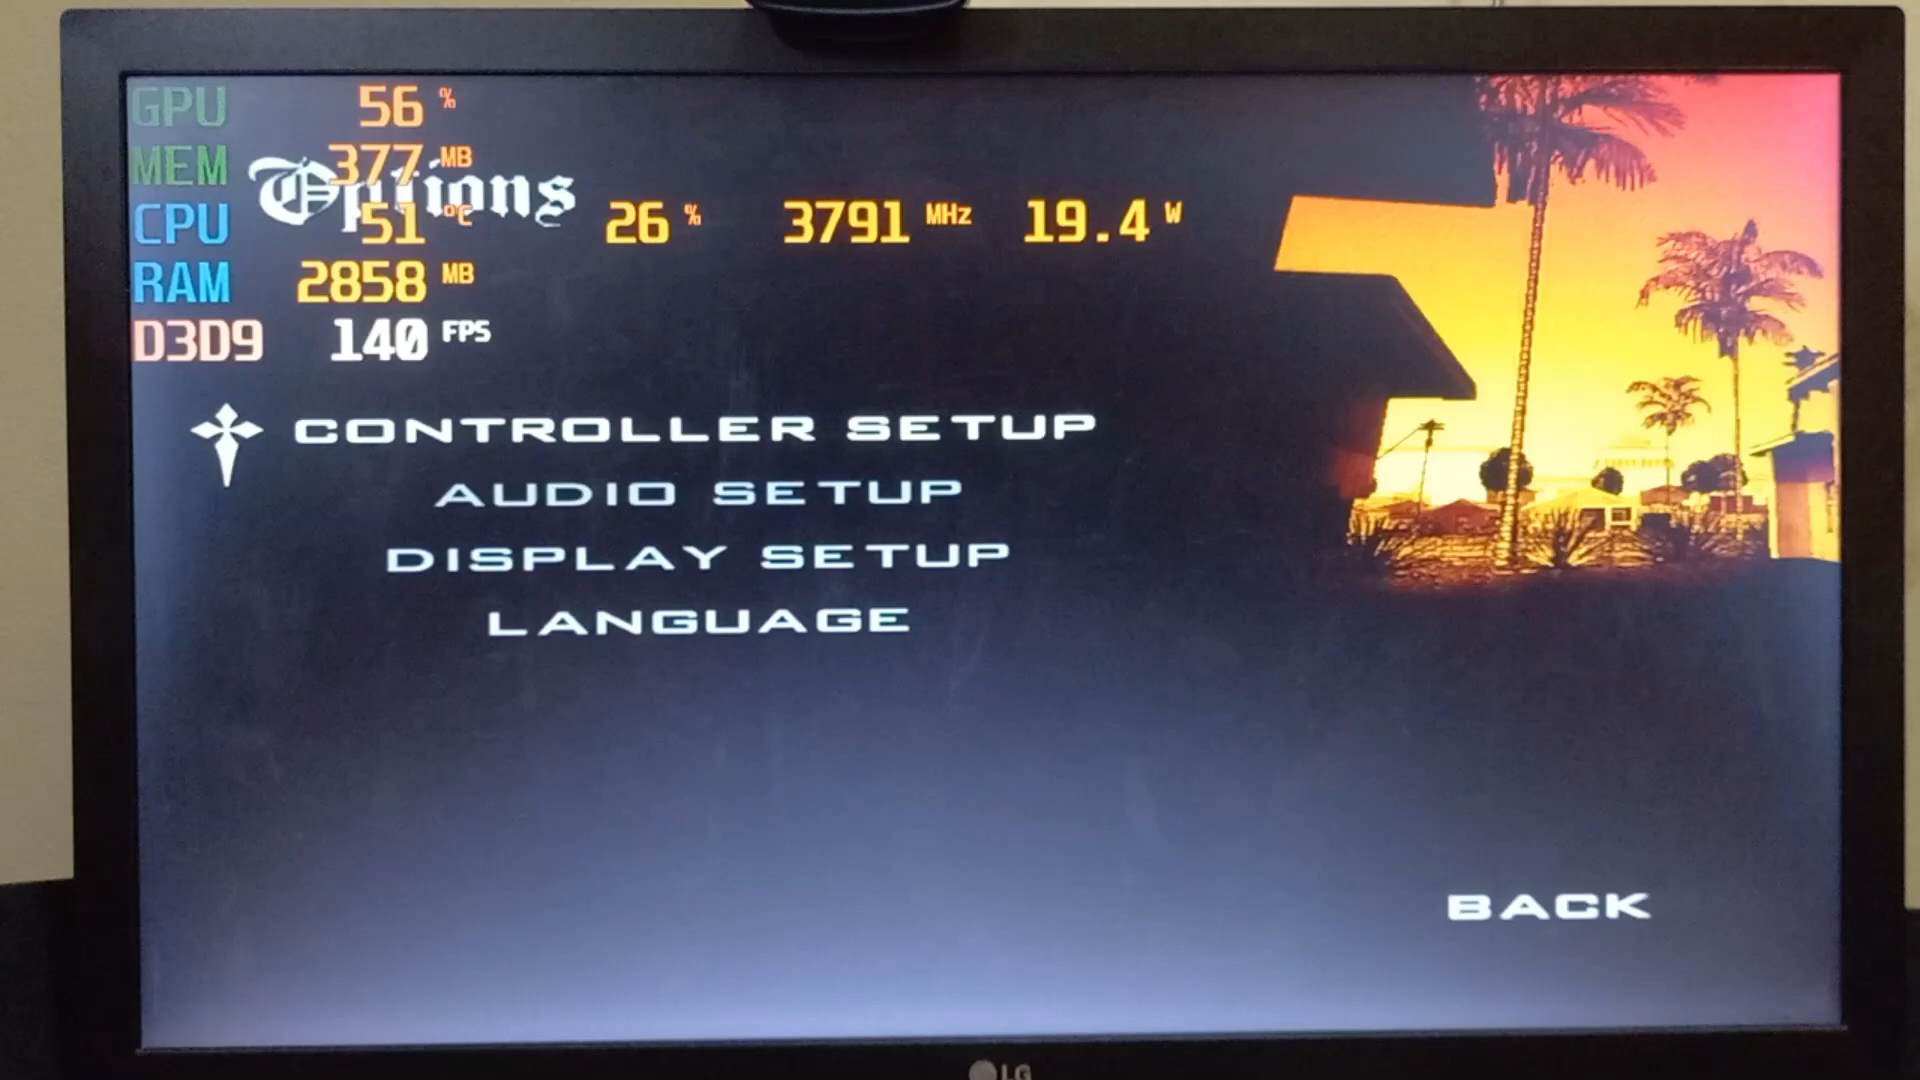 GPU 56 %
MEM 377 MB
Options
CPU 51 °C 26 % 3791 MHz 19.4 W
RAM 2858 MB
D3D9 140 FPS
CONTROLLER SETUP
AUDIO SETUP
DISPLAY SETUP
LANGUAGE
BACK
LG